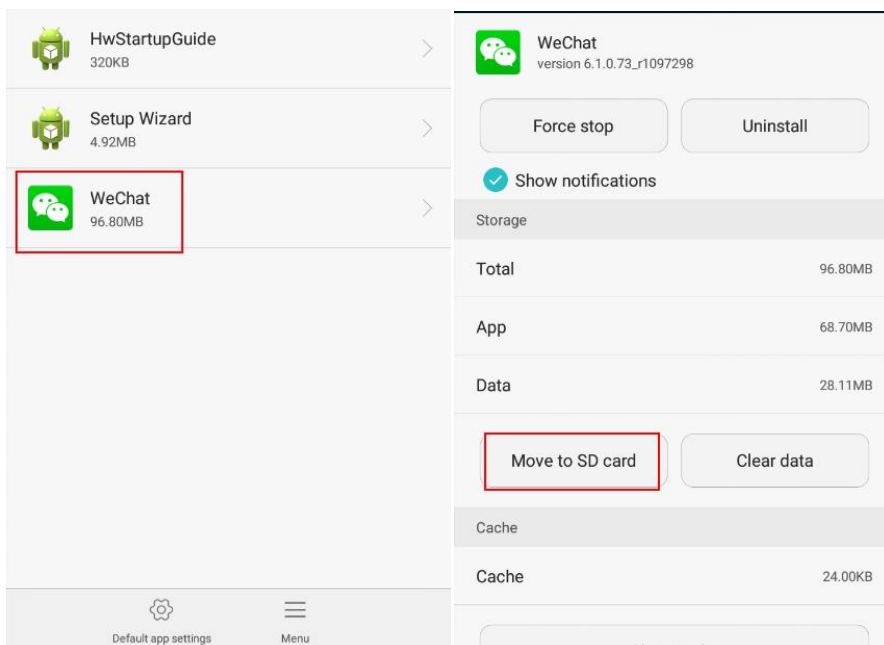 HwStartupGuide
320KB
Setup Wizard
4.92MB
WeChat
96.80MB
Default app settings
Menu
WeChat
version 6.1.0.73_r1097298
Force stop
Uninstall
Show notifications
Storage
Total
96.80MB
App
68.70MB
Data
28.11MB
Move to SD card
Clear data
Cache
Cache
24.00KB